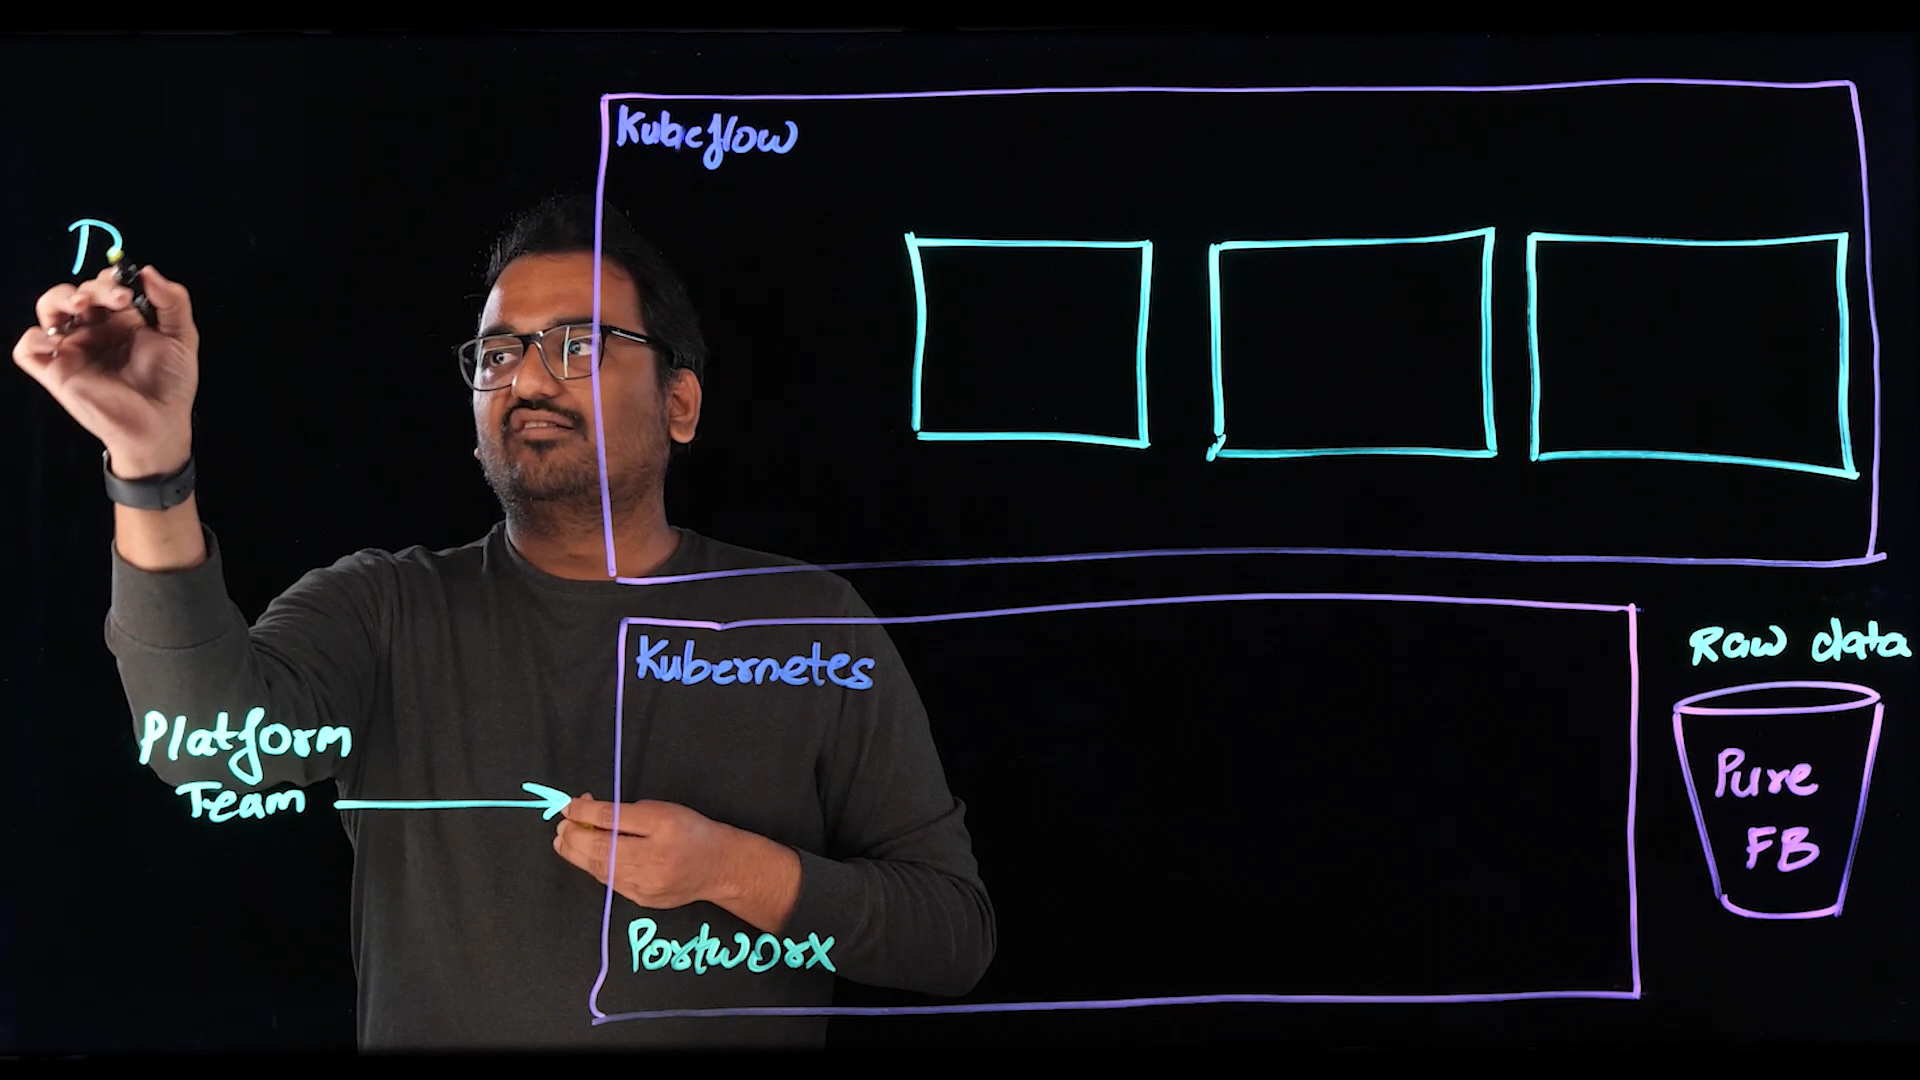 Kubeflow
Kubernetes
Raw data
Platform
Team
Pure
FB
Portworx